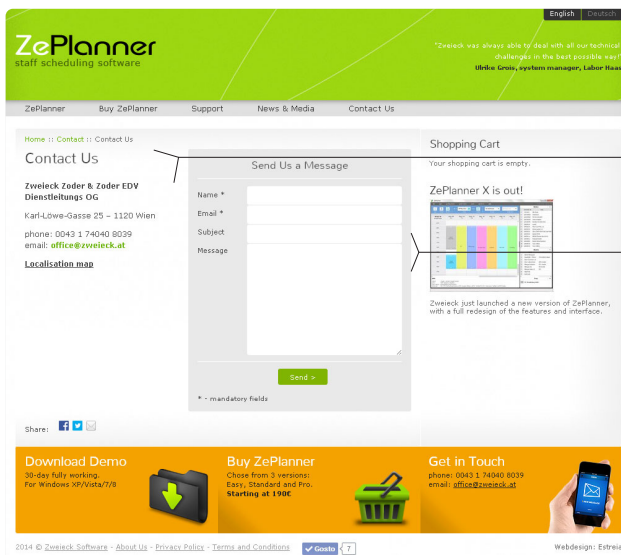 English Deutsch
ZePlanner
staff scheduling software
"Zweieck was always able to deal with all our technical
challenges in the best possible way!"
Ulrike Grois, system manager, Labor Haas
ZePlanner Buy ZePlanner Support News & Media Contact Us
Home :: Contact :: Contact Us
Contact Us
Zweieck Zoder & Zoder EDV
Dienstleitungs OG
Karl-Löwe-Gasse 25 – 1120 Wien
phone: 0043 1 74040 8039
email: office@zweieck.at
Localisation map
Send Us a Message
Name *
Email *
Subject
Message
Send >
* - mandatory fields
Shopping Cart
Your shopping cart is empty.
ZePlanner X is out!
Zweieck just launched a new version of ZePlanner,
with a full redesign of the features and interface.
Share:
Download Demo
30-day fully working.
For Windows XP/Vista/7/8
Buy ZePlanner
Chose from 3 versions:
Easy, Standard and Pro.
Starting at 190€
Get in Touch
phone: 0043 1 74040 8039
email: office@zweieck.at
2014 © Zweieck Software - About Us - Privacy Policy - Terms and Conditions
Gosto 7
Webdesign: Estreia